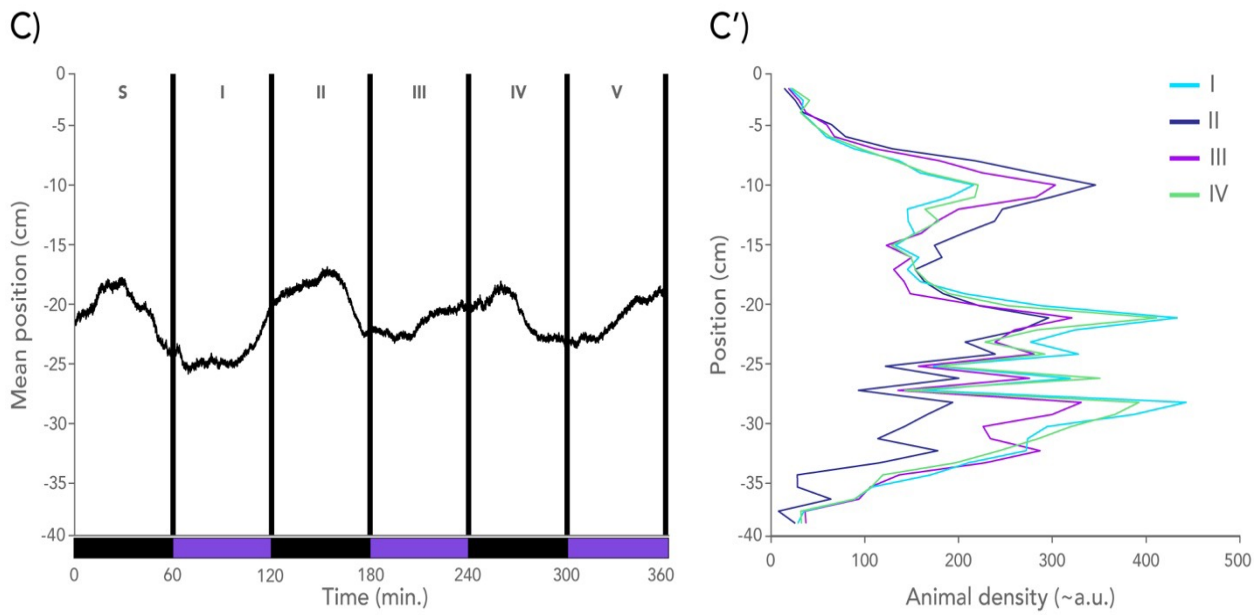 C)
0
-5
-10
-15
-20
-25
-30
-35
-40
Mean position (cm)
S I II III IV V
0 60 120 180 240 300 360
Time (min.)
C')
0
-5
-10
-15
-20
-25
-30
-35
-40
Position (cm)
I
II
III
IV
0 100 200 300 400 500
Animal density (~a.u.)